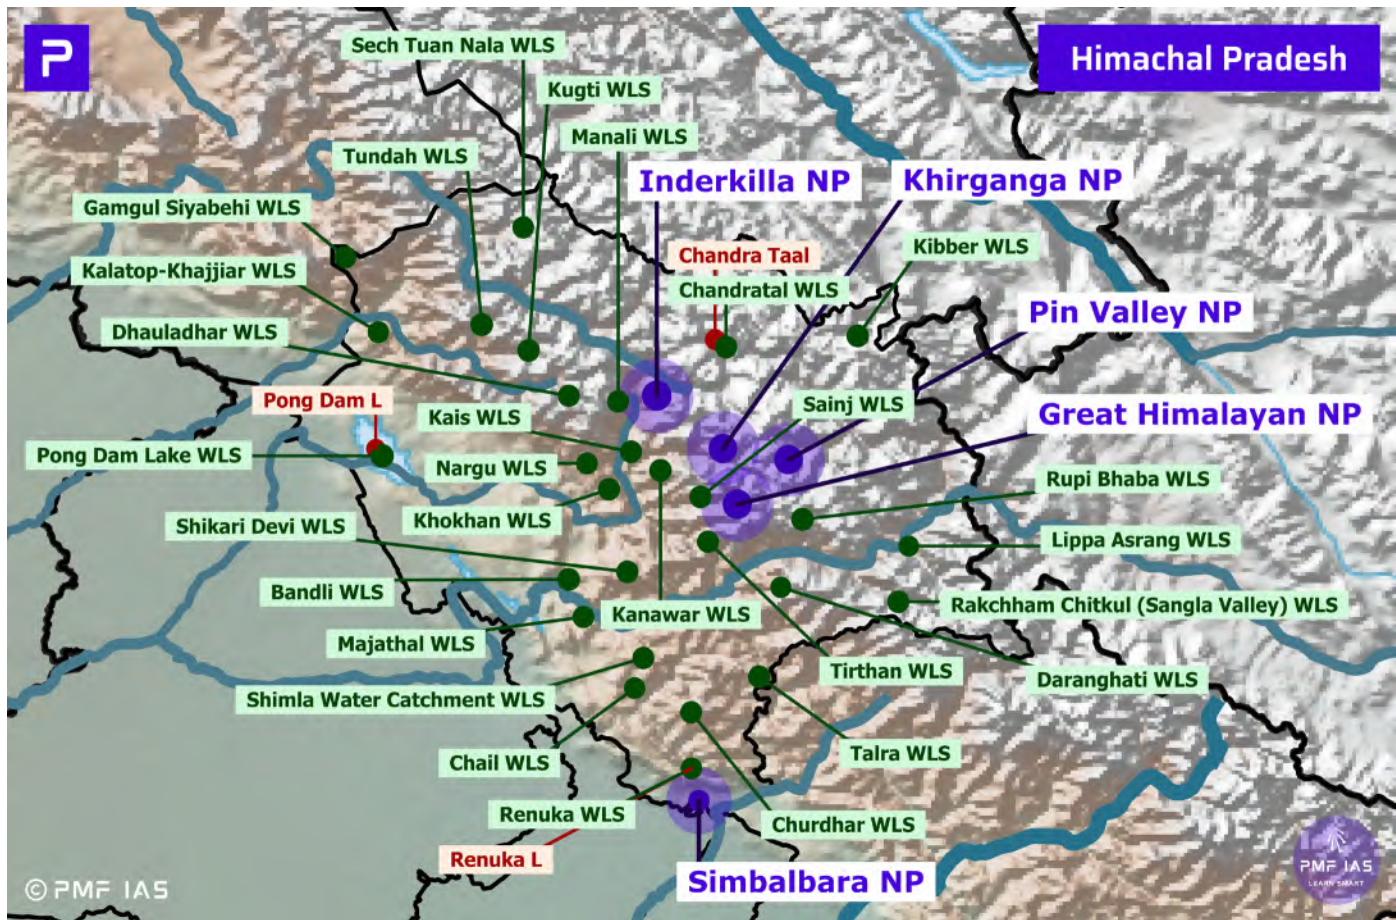 P
Himachal Pradesh
Sech Tuan Nala WLS
Kugti WLS
Manali WLS
Tundah WLS
Inderkilla NP
Khirganga NP
Gamgul Siyabehi WLS
Kibber WLS
Chandra Taal
Kalatop-Khajjiar WLS
Chandratal WLS
Pin Valley NP
Dhauladhar WLS
Pong Dam L
Sainj WLS
Great Himalayan NP
Kais WLS
Pong Dam Lake WLS
Nargu WLS
Rupi Bhaba WLS
Khokhan WLS
Shikari Devi WLS
Lippa Asrang WLS
Bandli WLS
Kanawar WLS
Rakchham Chitkul (Sangla Valley) WLS
Majathal WLS
Tirthan WLS
Daranghati WLS
Shimla Water Catchment WLS
Talra WLS
Chail WLS
Renuka WLS
Churdhar WLS
Renuka L
Simbalbara NP
© PMF IAS
PMF IAS
LEARN SMART